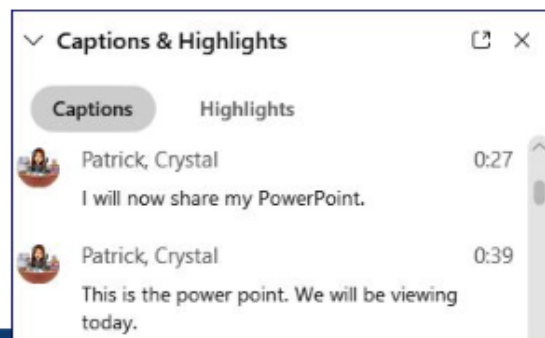 Captions & Highlights
Captions Highlights
Patrick, Crystal 0:27
I will now share my PowerPoint.
Patrick, Crystal 0:39
This is the power point. We will be viewing
today.